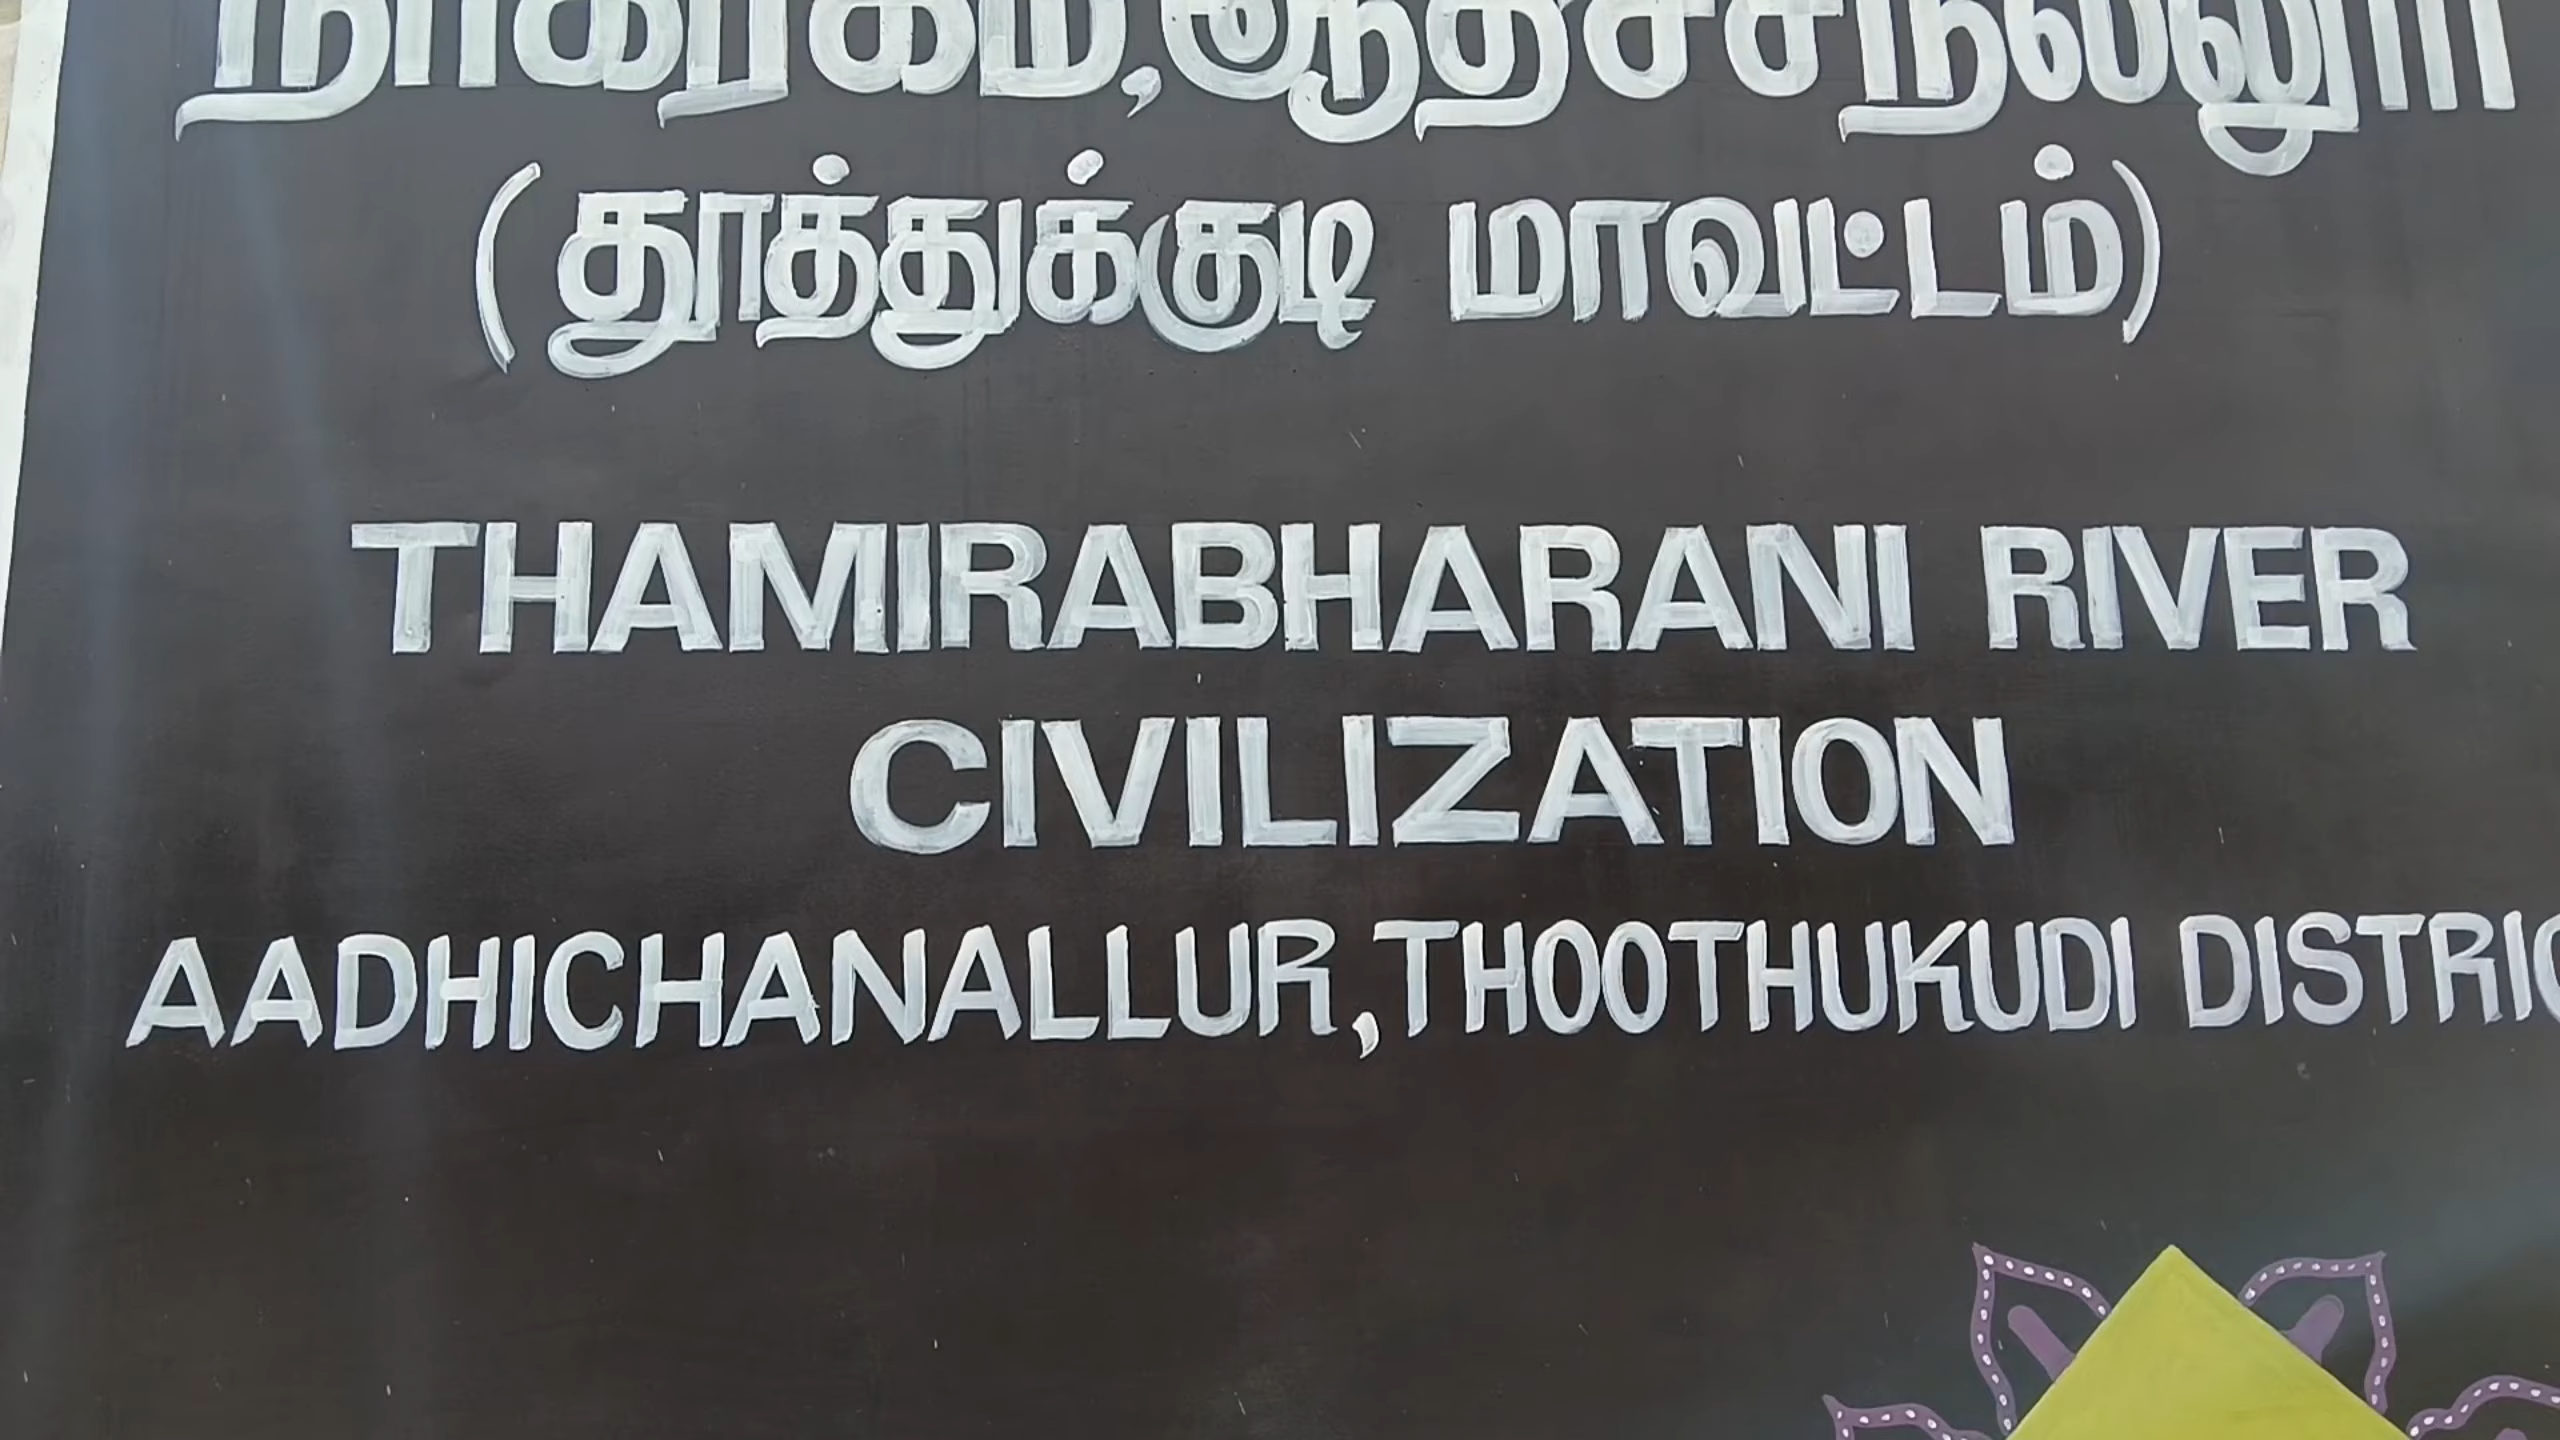 நாகரிகம், ஆதிச்சநல்லூர்
(தூத்துக்குடி மாவட்டம்)
THAMIRABHARANI RIVER
CIVILIZATION
AADHICHANALLUR, THOOTHUKUDI DISTRIC